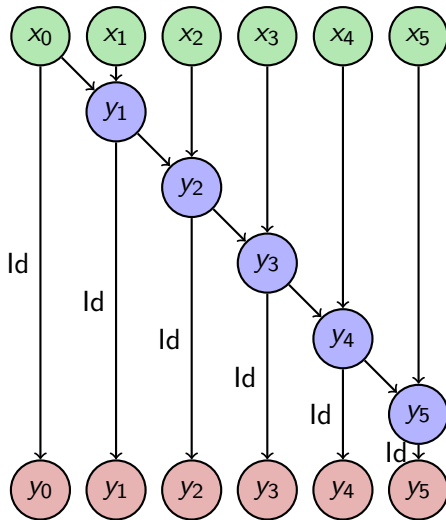 x₀ x₁ x₂ x₃ x₄ x₅
y₁
y₂
y₃
Id
Id
y₄
Id
Id
Id
y₅
Id
y₀ y₁ y₂ y₃ y₄ y₅